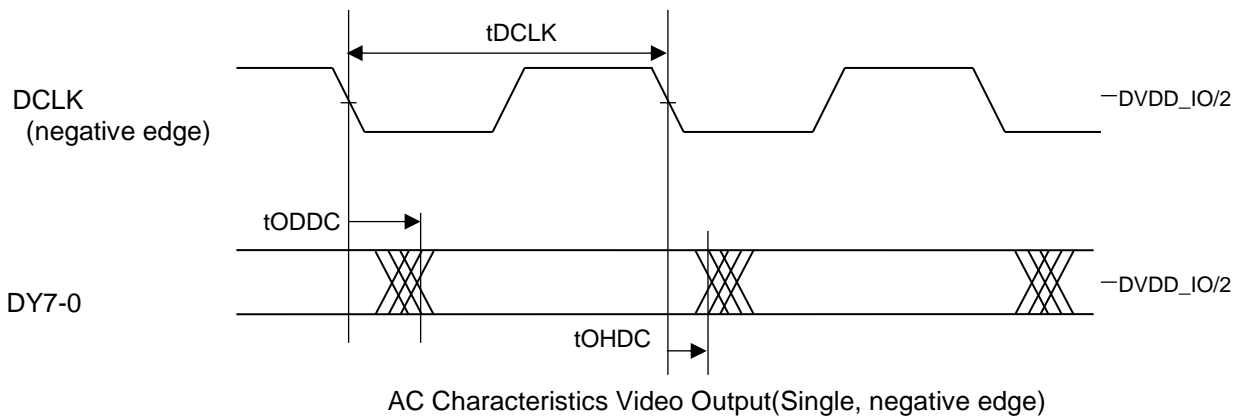 tDCLK
DCLK
(negative edge)
DVDD_IO/2
tODDC
DY7-0
DVDD_IO/2
tOHDC
AC Characteristics Video Output(Single, negative edge)